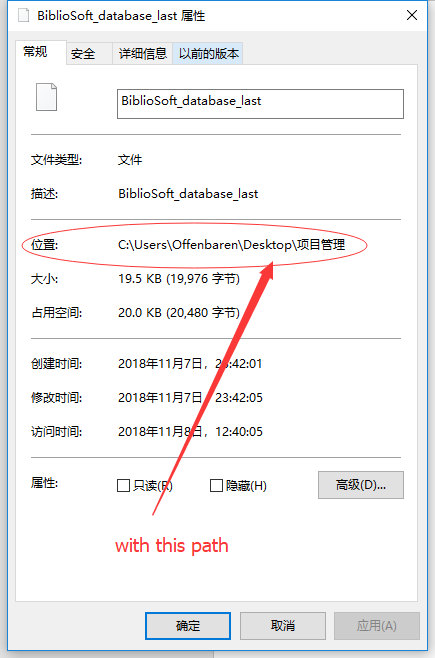 BiblioSoft_database_last 属性
常规 安全 详细信息 以前的版本
BiblioSoft_database_last
文件类型: 文件
描述: BiblioSoft_database_last
位置: C:\Users\Offenbaren\Desktop\项目管理
大小: 19.5 KB (19,976 字节)
占用空间: 20.0 KB (20,480 字节)
创建时间: 2018年11月7日，23:42:01
修改时间: 2018年11月7日，23:42:05
访问时间: 2018年11月8日，12:40:05
属性: 只读(R) 隐藏(H) 高级(D)...
with this path
确定 取消 应用(A)